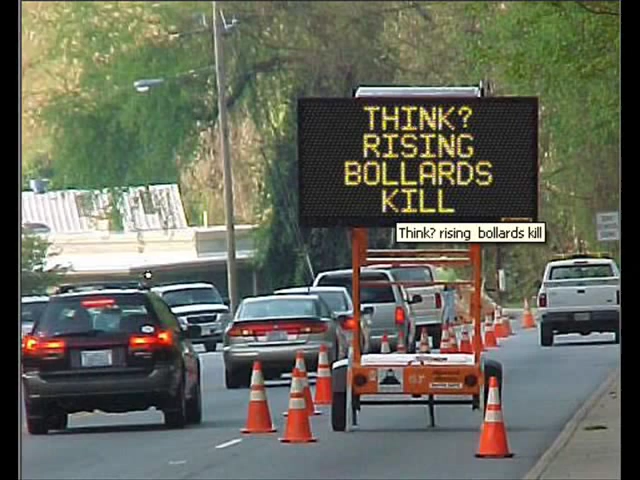 THINK?
RISING
BOLLARDS
KILL
Think? rising bollards kill